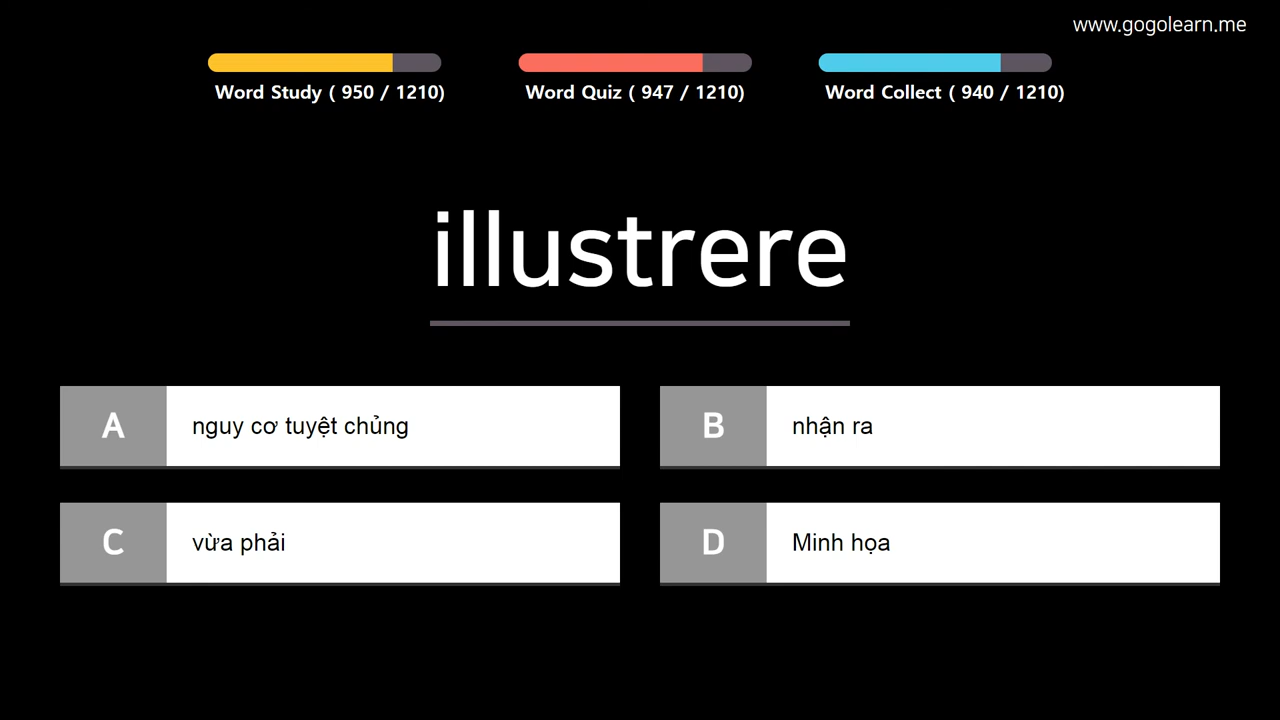 www.gogolearn.me
Word Study ( 950 / 1210)
Word Quiz ( 947 / 1210)
Word Collect ( 940 / 1210)
illustrere
A
nguy cơ tuyệt chủng
B
nhận ra
C
vừa phải
D
Minh họa